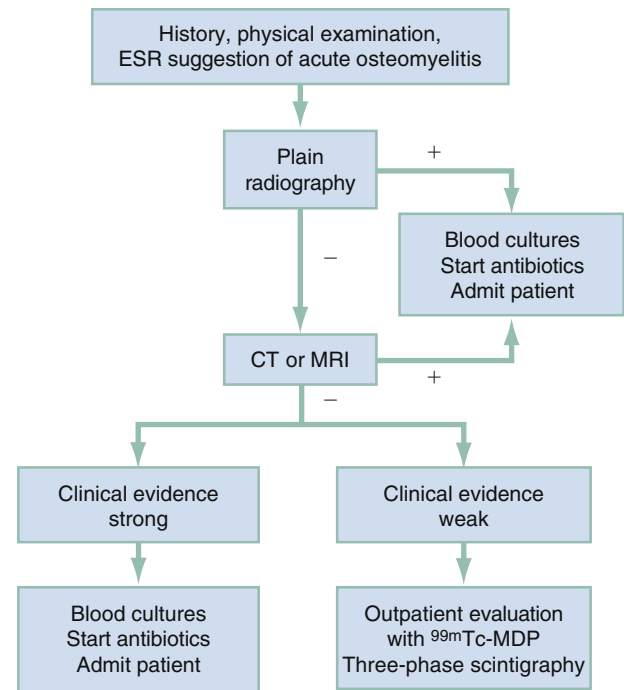 History, physical examination,
ESR suggestion of acute osteomyelitis
Plain
radiography
+
Blood cultures
Start antibiotics
Admit patient
–
CT or MRI
+
–
Clinical evidence
strong
Clinical evidence
weak
Blood cultures
Start antibiotics
Admit patient
Outpatient evaluation
with ⁹⁹ᵐTc-MDP
Three-phase scintigraphy